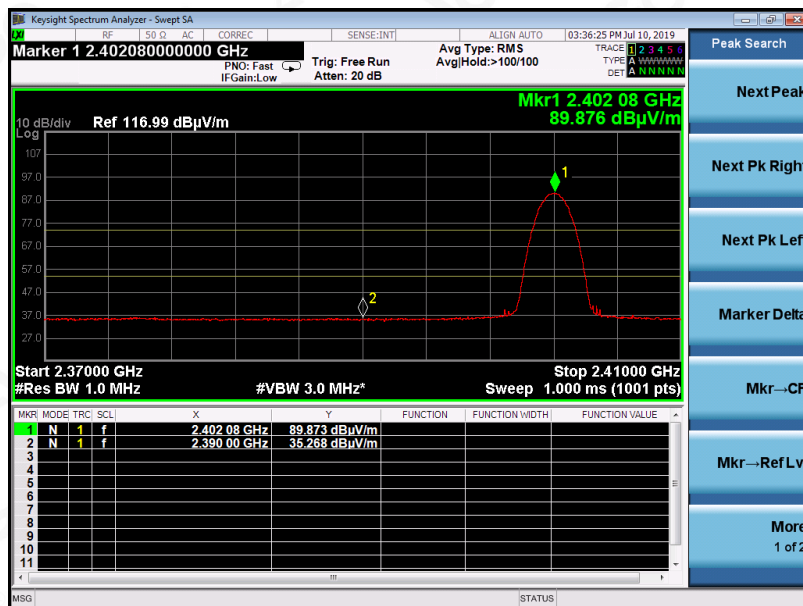 Keysight Spectrum Analyzer - Swept SA
LXI
RF 50 Ω AC CORREC SENSE:INT ALIGN AUTO 03:36:25 PM Jul 10, 2019
Marker 1 2.402080000000 GHz
PNO: Fast
IFGain:Low
Trig: Free Run
Atten: 20 dB
Avg Type: RMS
Avg|Hold:>100/100
TRACE 1 2 3 4 5 6
TYPE A WWWWW
DET A N N N N N
Peak Search
Next Peak
Next Pk Right
Next Pk Left
Marker Delta
Mkr→CF
Mkr→Ref Lv
More
1 of 2
Mkr1 2.402 08 GHz
89.876 dBµV/m
10 dB/div Ref 116.99 dBµV/m
Log
107
97.0
87.0
77.0
67.0
57.0
47.0
37.0
27.0
1
2
Start 2.37000 GHz Stop 2.41000 GHz
#Res BW 1.0 MHz #VBW 3.0 MHz* Sweep 1.000 ms (1001 pts)
MKR MODE TRC SCL X Y FUNCTION FUNCTION WIDTH FUNCTION VALUE
1 N 1 f 2.402 08 GHz 89.873 dBµV/m
2 N 1 f 2.390 00 GHz 35.268 dBµV/m
3
4
5
6
7
8
9
10
11
MSG STATUS